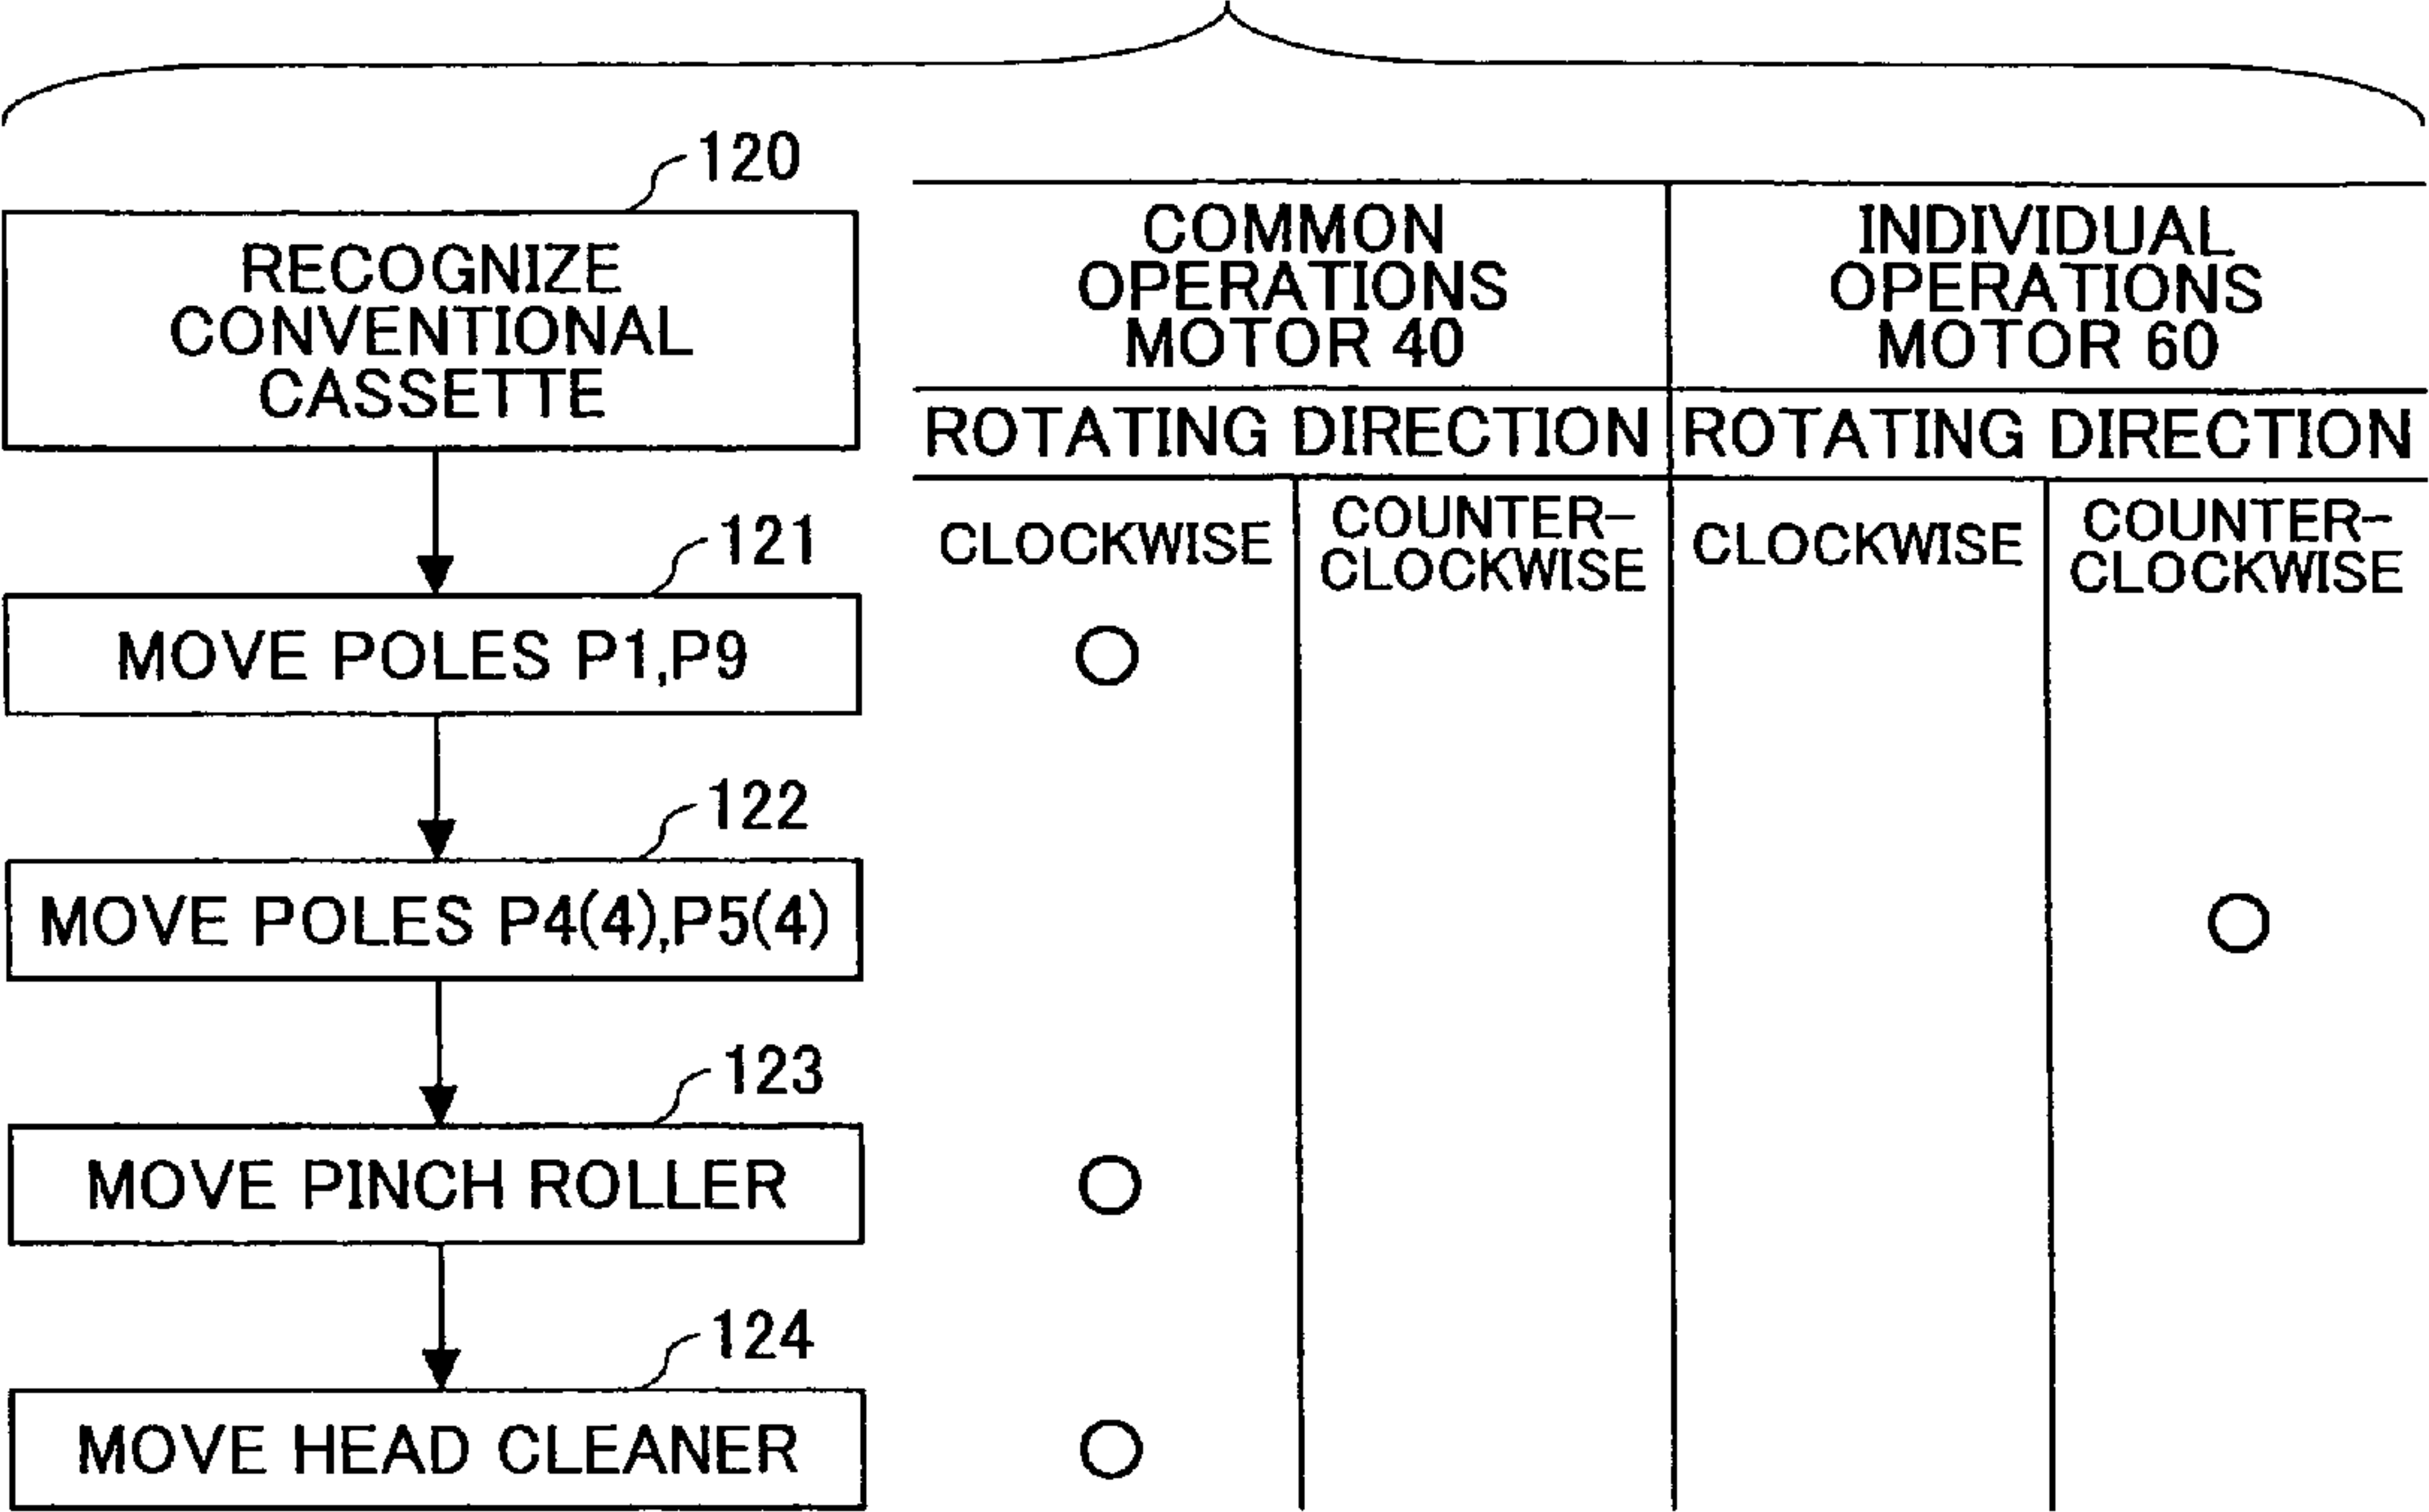 120
RECOGNIZE
CONVENTIONAL
CASSETTE
121
MOVE POLES P1,P9
122
MOVE POLES P4(4),P5(4)
123
MOVE PINCH ROLLER
124
MOVE HEAD CLEANER
COMMON
OPERATIONS
MOTOR 40
INDIVIDUAL
OPERATIONS
MOTOR 60
ROTATING DIRECTION
ROTATING DIRECTION
CLOCKWISE
COUNTER-
CLOCKWISE
CLOCKWISE
COUNTER-
CLOCKWISE